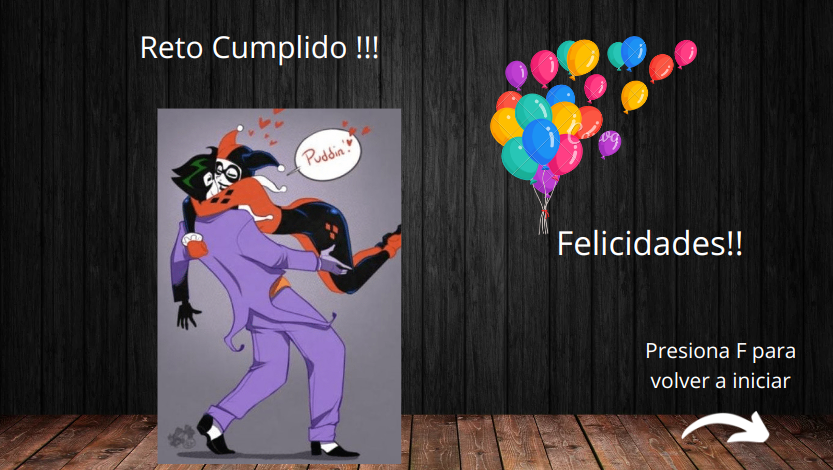 Reto Cumplido !!!
Puddin'!
Felicidades!!
Presiona F para
volver a iniciar